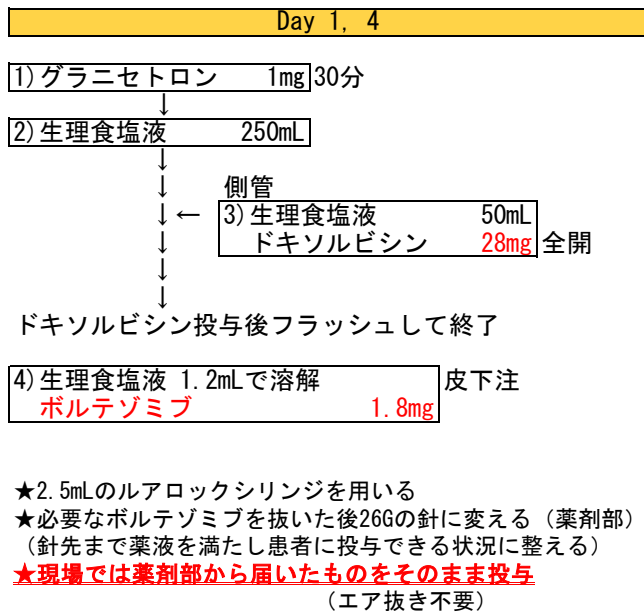 Day 1, 4
1)グラニセトロン 1mg 30分
↓
2)生理食塩液 250mL
↓
↓ 側管
↓← 3)生理食塩液 50mL
↓ ドキソルビシン 28mg 全開
↓
↓
ドキソルビシン投与後フラッシュして終了
4)生理食塩液 1.2mLで溶解 皮下注
ボルテゾミブ 1.8mg
★2.5mLのルアロックシリンジを用いる
★必要なボルテゾミブを抜いた後26Gの針に変える（薬剤部）
（針先まで薬液を満たし患者に投与できる状況に整える）
★現場では薬剤部から届いたものをそのまま投与
（エア抜き不要）